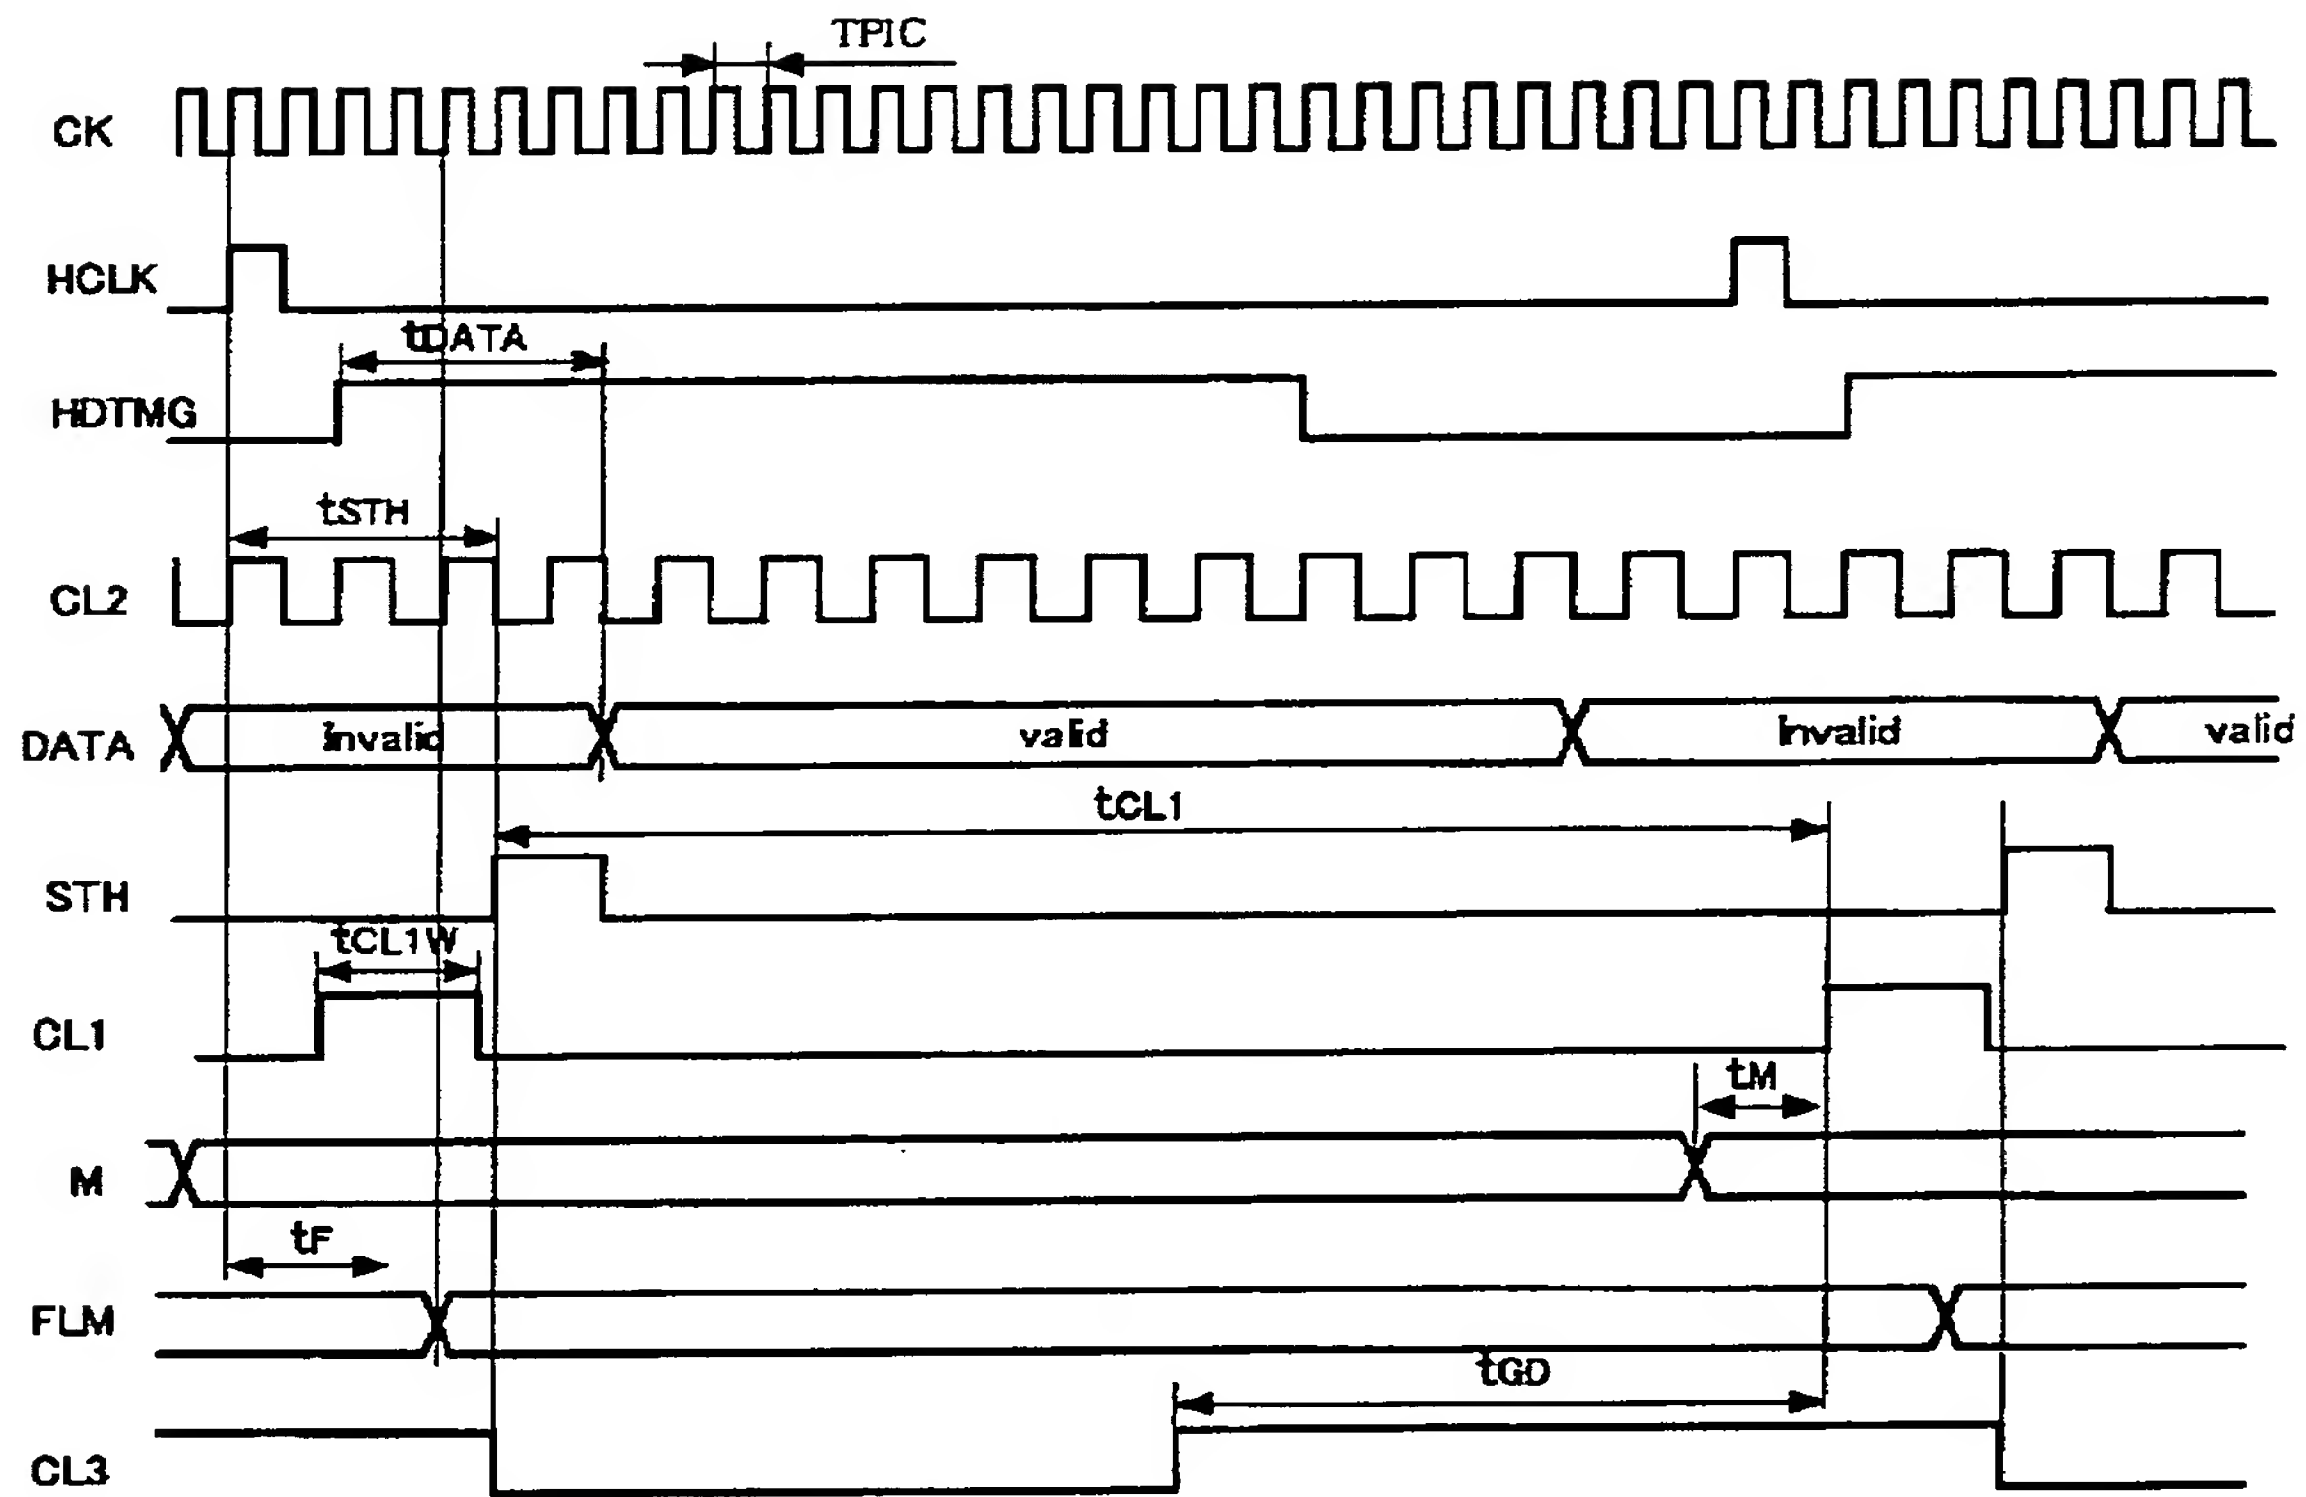 TPIC
CK
HCLK
tDATA
HDTMG
tSTH
CL2
DATA invalid valid invalid valid
tCL1
STH
tCL1W
CL1
tM
M
tF
FLM
tGD
CL3